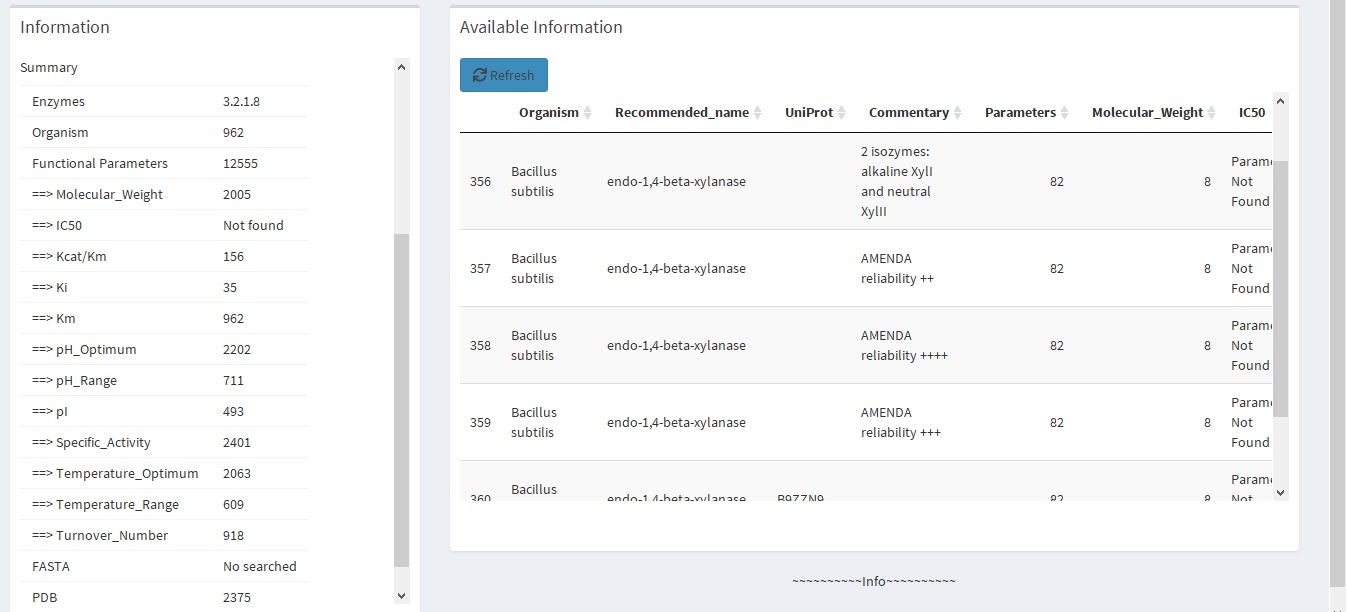 Information
Summary
Enzymes 3.2.1.8
Organism 962
Functional Parameters 12555
==> Molecular_Weight 2005
==> IC50 Not found
==> Kcat/Km 156
==> Ki 35
==> Km 962
==> pH_Optimum 2202
==> pH_Range 711
==> pI 493
==> Specific_Activity 2401
==> Temperature_Optimum 2063
==> Temperature_Range 609
==> Turnover_Number 918
FASTA No searched
PDB 2375
Available Information
Refresh
Organism Recommended_name UniProt Commentary Parameters Molecular_Weight IC50
2 isozymes:
Bacillus alkaline XylI Param
356 endo-1,4-beta-xylanase 82 8 Not
subtilis and neutral Found
XylII
Param
Bacillus AMENDA
357 endo-1,4-beta-xylanase 82 8 Not
subtilis reliability ++
Found
Param
Bacillus AMENDA
358 endo-1,4-beta-xylanase 82 8 Not
subtilis reliability ++++
Found
Param
Bacillus AMENDA
359 endo-1,4-beta-xylanase 82 8 Not
subtilis reliability +++
Found
Param
Bacillus
360 endo-1,4-beta-xylanase B9ZZN9 82 8 Not
~~~~~~~~~~Info~~~~~~~~~~